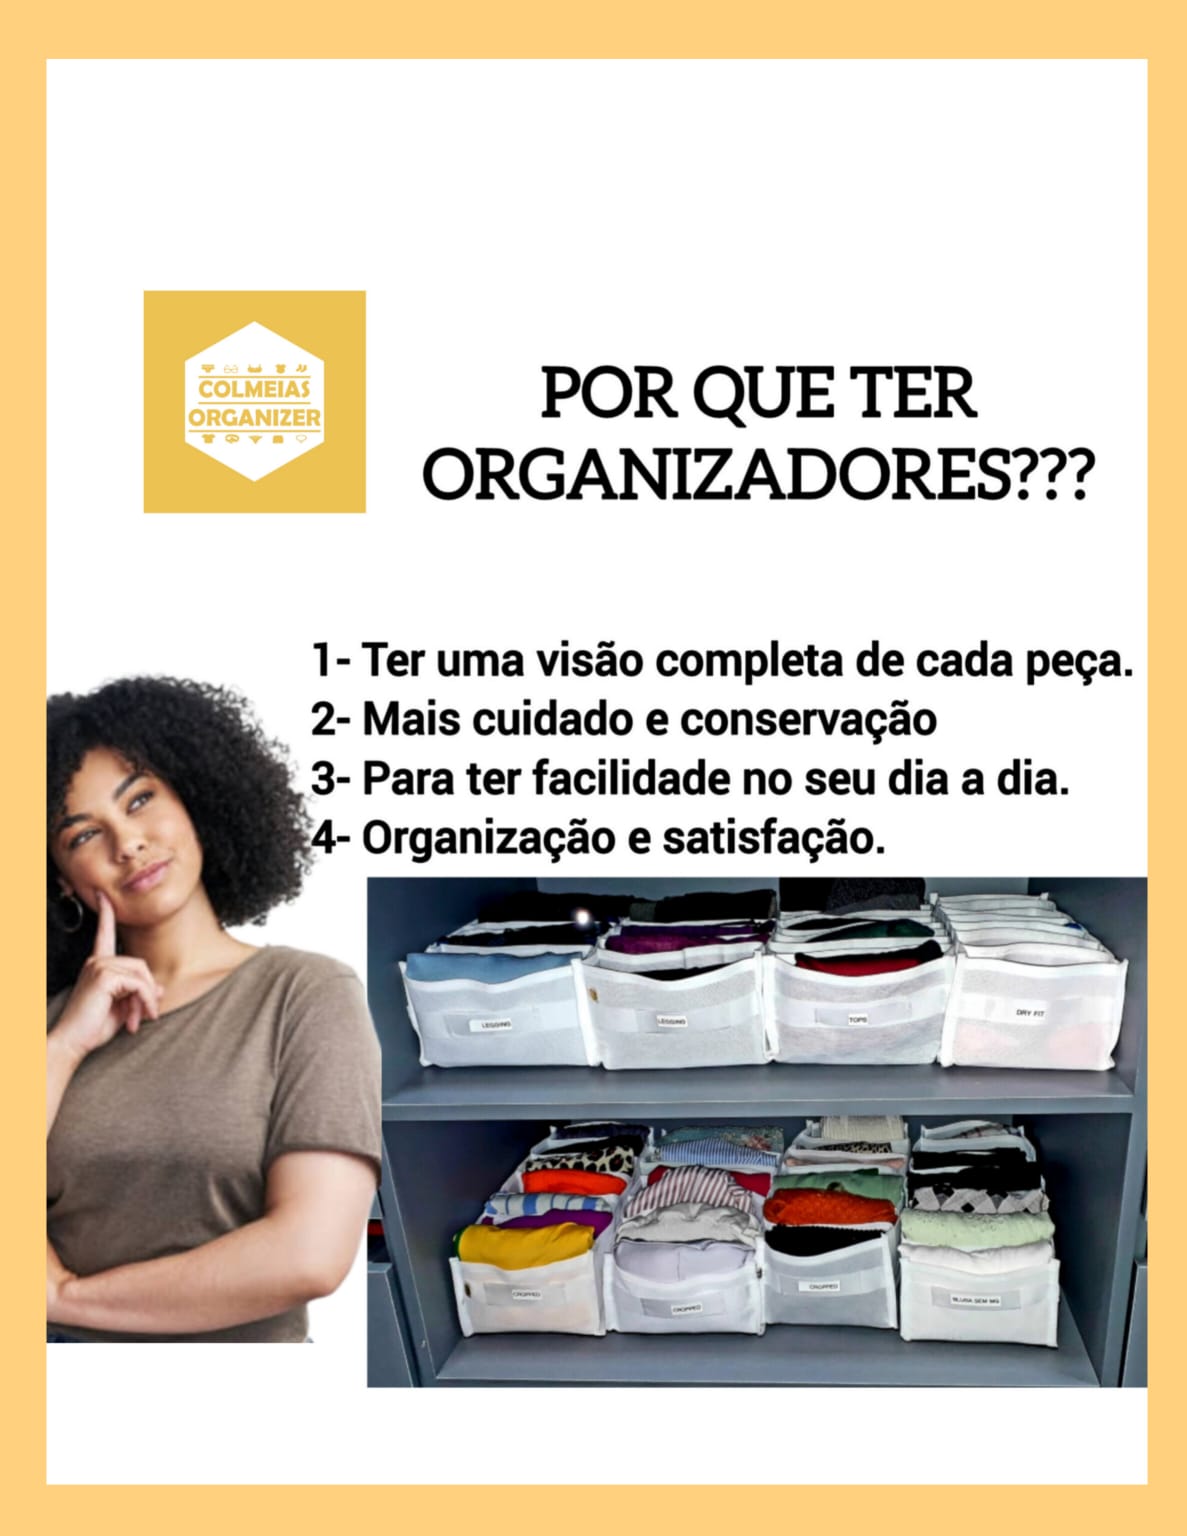 COLMEIAS
ORGANIZER
POR QUE TER
ORGANIZADORES???
1- Ter uma visão completa de cada peça.
2- Mais cuidado e conservação
3- Para ter facilidade no seu dia a dia.
4- Organização e satisfação.
LEGGING
LEGGING
TOPS
DRY FIT
CROPPED
CROPPED
CROPPED
BLUSA SEM MG